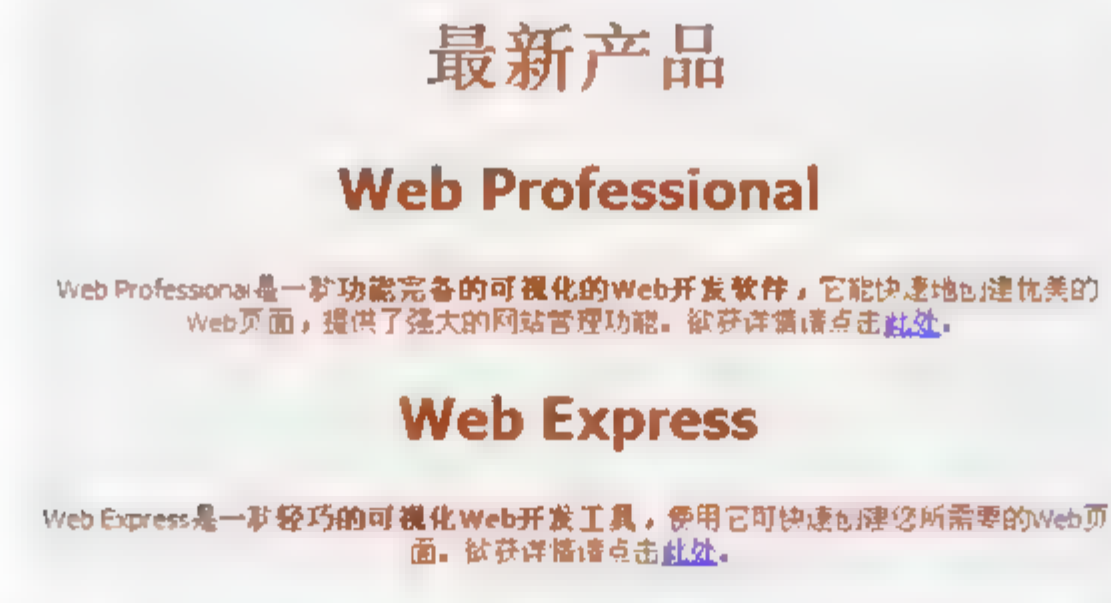 最新产品
Web Professional
Web Professional是一款功能完备的可视化的Web开发软件，它能快速地创建优美的
Web页面，提供了强大的网站管理功能。欲获详情请点击此处。
Web Express
Web Express是一款轻巧的可视化Web开发工具，使用它可快速创建您所需要的Web页
面。欲获详情请点击此处。